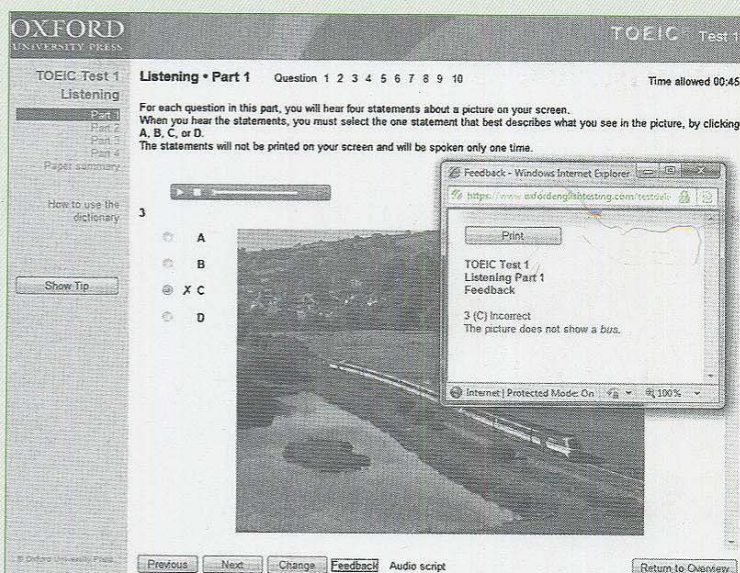 OXFORD
UNIVERSITY PRESS
TOEIC Test 1
TOEIC Test 1
Listening
Part 1
Part 2
Part 3
Part 4
Paper summary
How to use the
dictionary
Show Tip
Listening • Part 1 Question 1 2 3 4 5 6 7 8 9 10
Time allowed 00:45
For each question in this part, you will hear four statements about a picture on your screen.
When you hear the statements, you must select the one statement that best describes what you see in the picture, by clicking
A, B, C, or D.
The statements will not be printed on your screen and will be spoken only one time.
3
A
B
X C
D
Feedback - Windows Internet Explorer
https://www.oxfordenglishtesting.com/
Print
TOEIC Test 1
Listening Part 1
Feedback
3 (C) Incorrect
The picture does not show a bus.
Internet | Protected Mode: On 100%
© Oxford University Press
Previous Next Change Feedback Audio script
Return to Overview